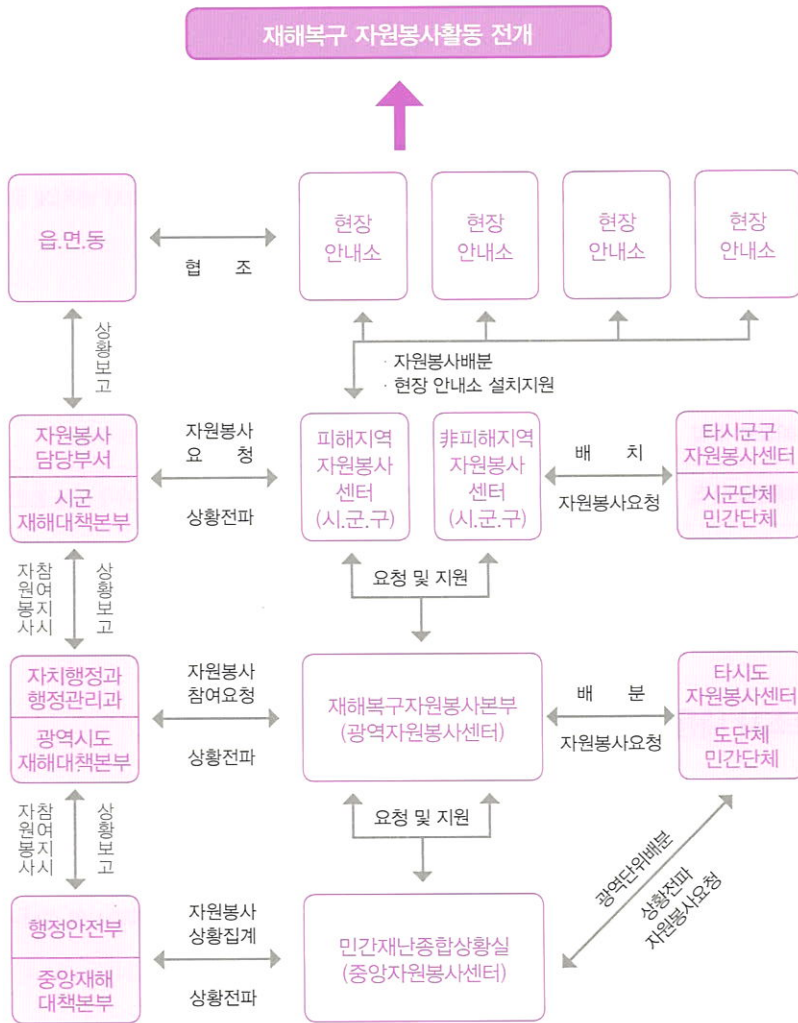 재해복구 자원봉사활동 전개
읍.면.동
협 조
현장
안내소
현장
안내소
현장
안내소
현장
안내소
상황보고
· 자원봉사배분
· 현장 안내소 설치지원
자원봉사
담당부서
시군
재해대책본부
자원봉사
요 청
상황전파
피해지역
자원봉사
센터
(시.군.구)
非피해지역
자원봉사
센터
(시.군.구)
배 치
자원봉사요청
타시군구
자원봉사센터
시군단체
민간단체
자원봉사
참여지시
상황보고
요청 및 지원
자치행정과
행정관리과
광역시도
재해대책본부
자원봉사
참여요청
상황전파
재해복구자원봉사본부
(광역자원봉사센터)
배 분
자원봉사요청
타시도
자원봉사센터
도단체
민간단체
자원봉사
참여지시
상황보고
요청 및 지원
광역단위배분
상황전파
자원봉사요청
행정안전부
중앙재해
대책본부
자원봉사
상황집계
상황전파
민간재난종합상황실
(중앙자원봉사센터)